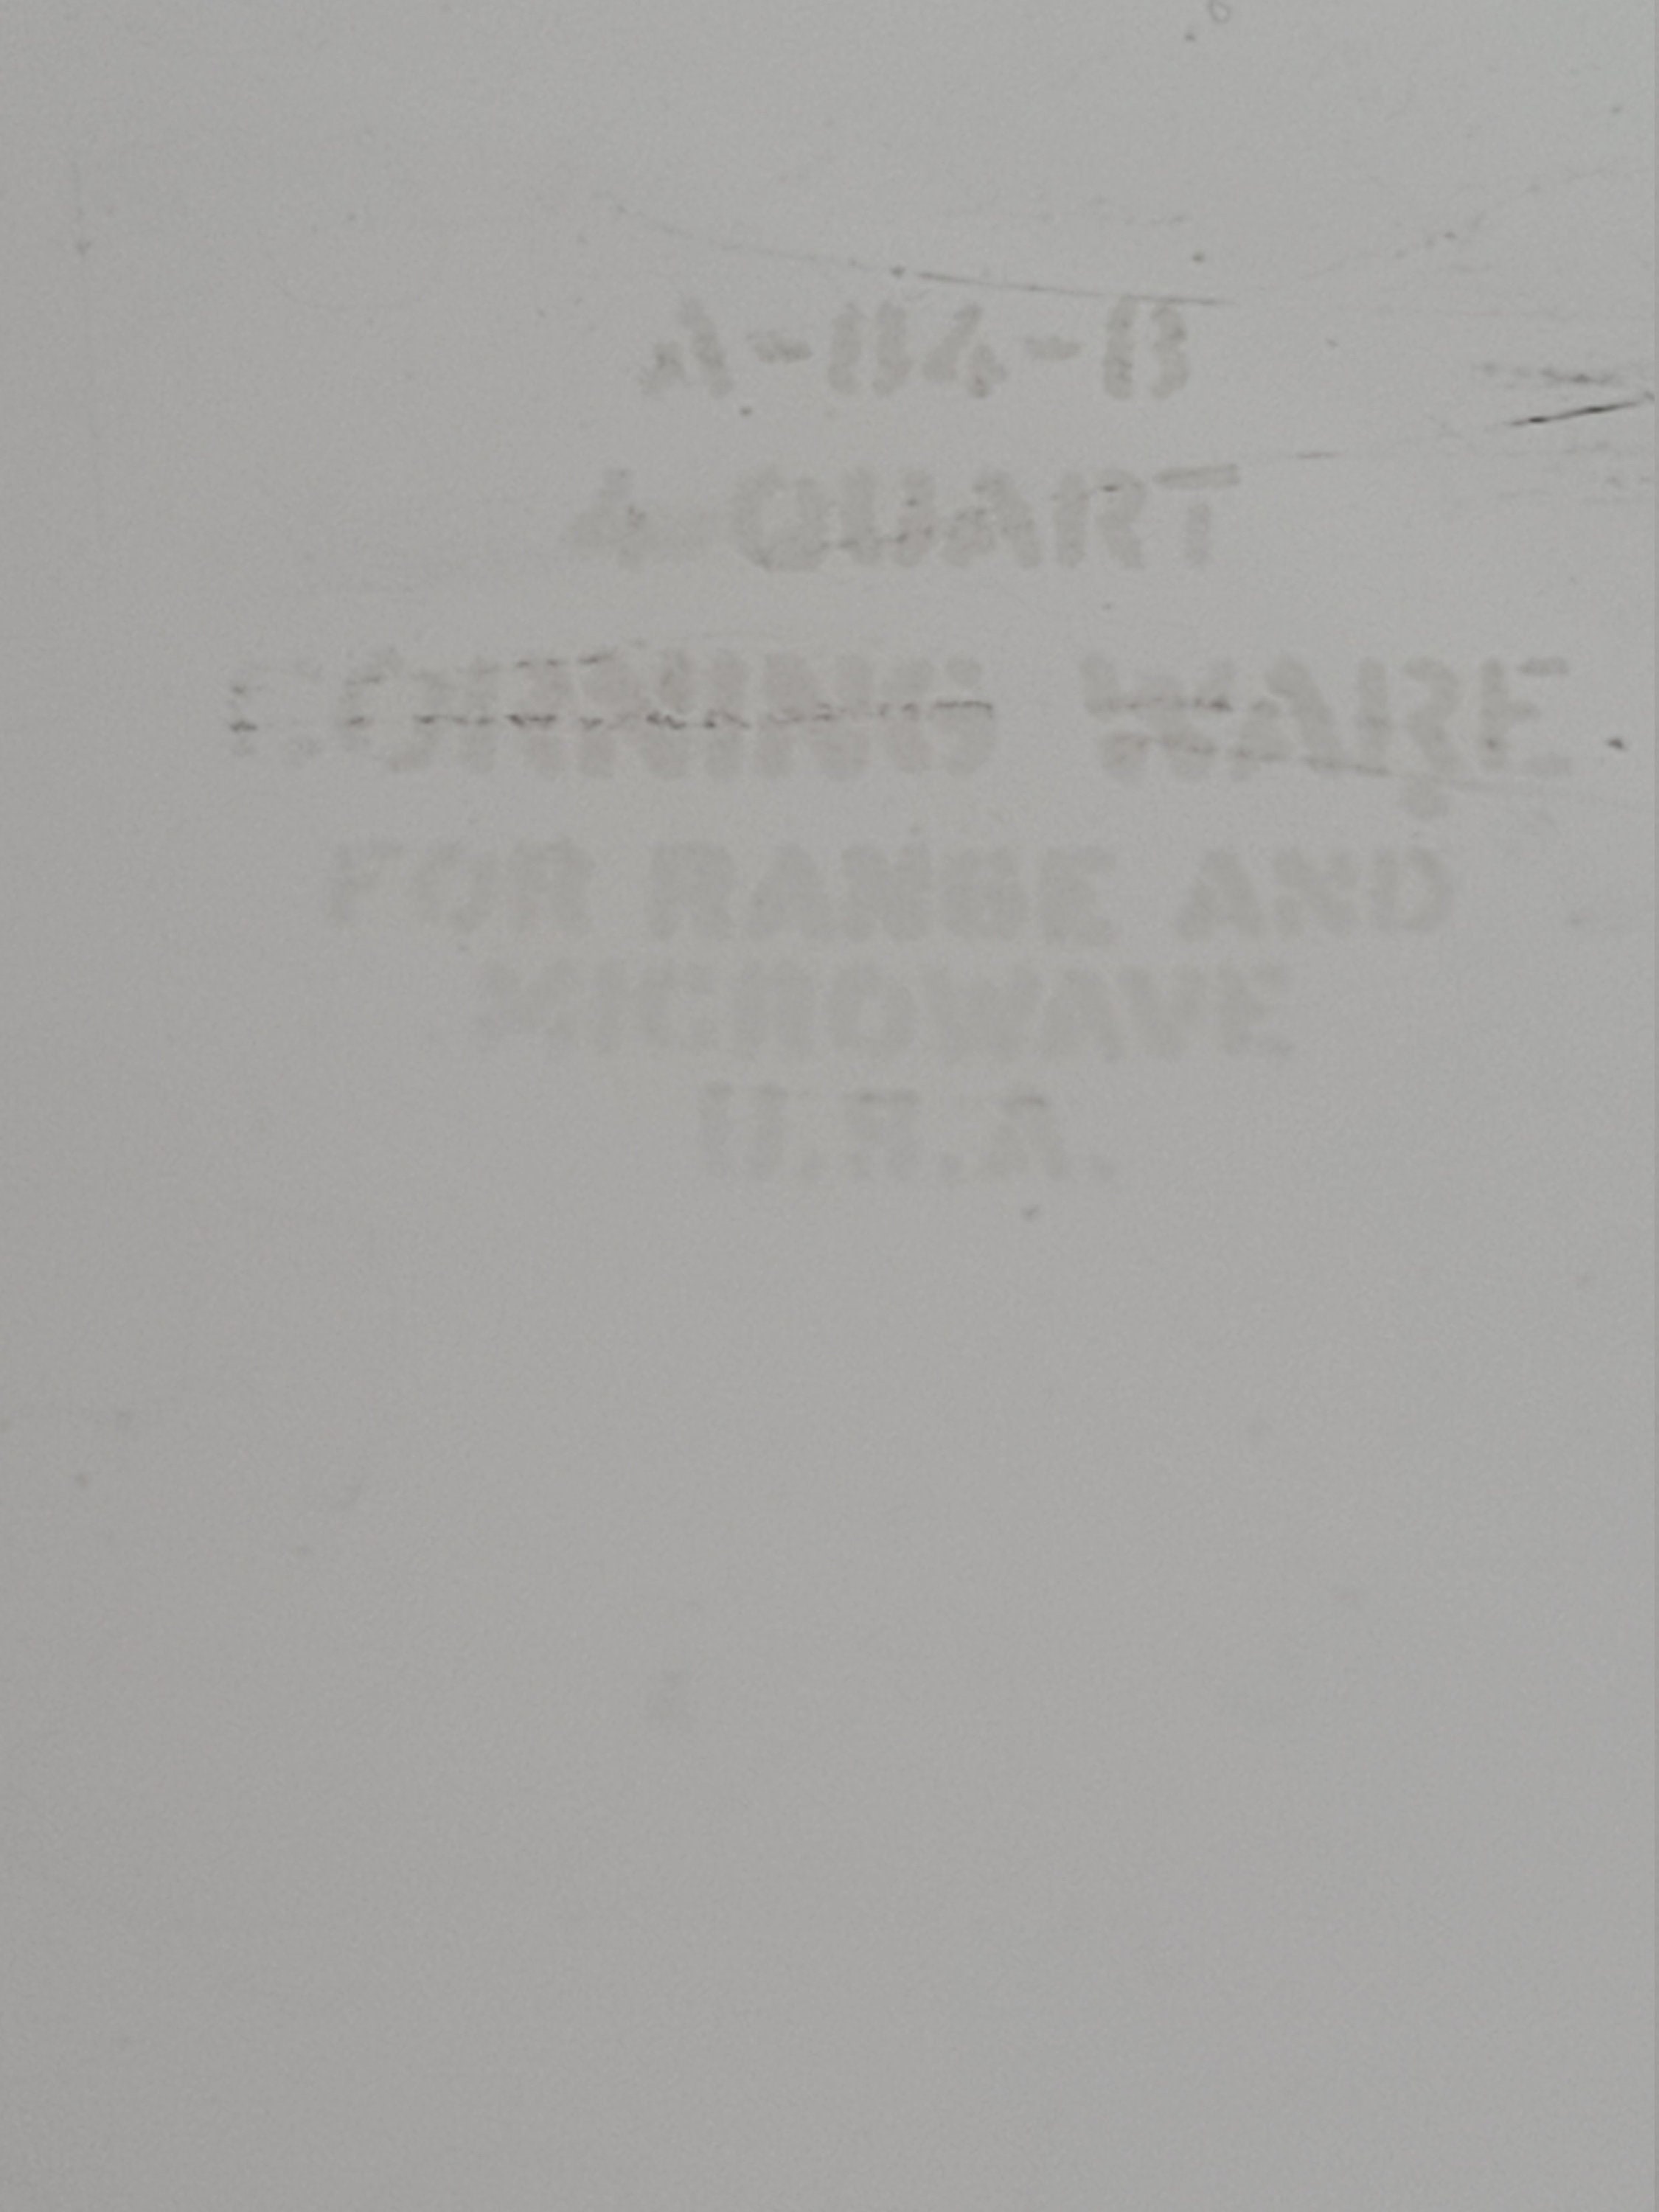 A-84-B
4 QUART
CORNING WARE
FOR RANGE AND
MICROWAVE
U.S.A.